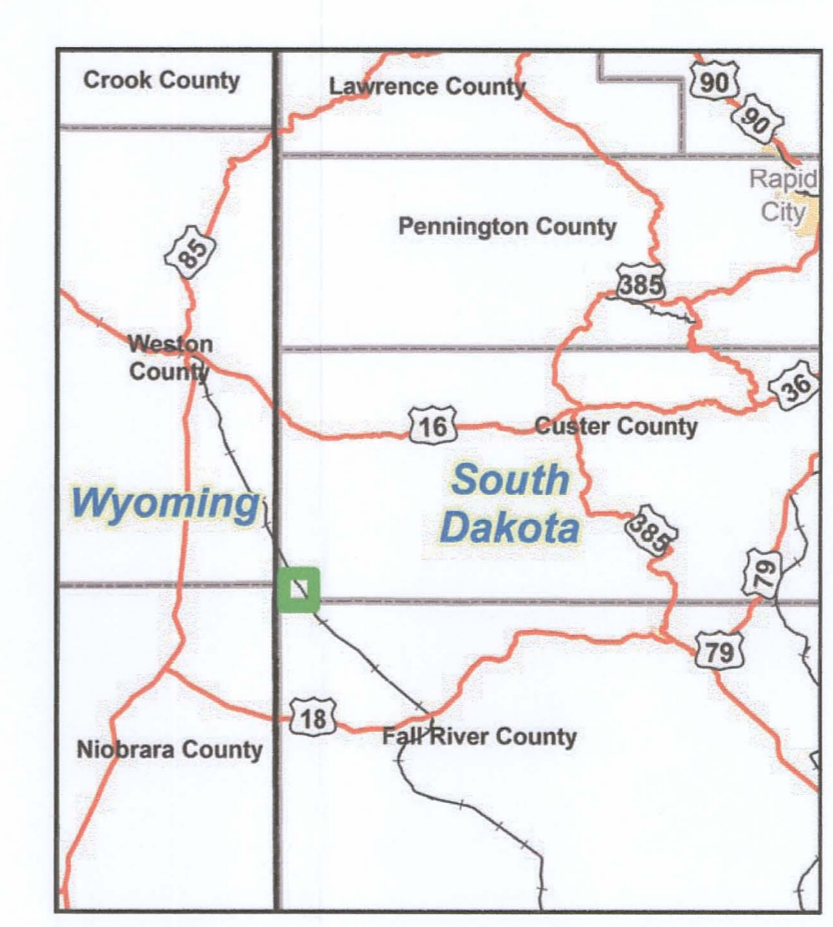 Crook County
Lawrence County
90
90
Rapid
City
Pennington County
85
385
Weston
County
36
16
Custer County
Wyoming
South
Dakota
385
79
79
18
Niobrara County
Fall River County